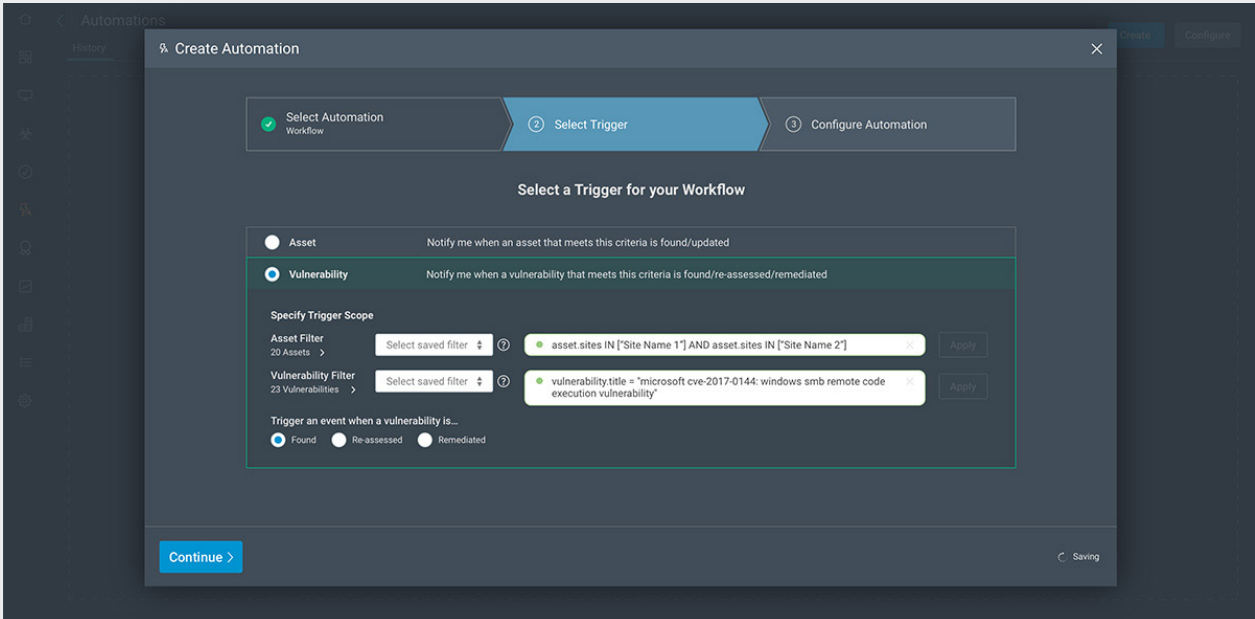 Automations
History
Create
Configure
Create Automation
Select Automation
Workflow
2 Select Trigger
3 Configure Automation
Select a Trigger for your Workflow
Asset Notify me when an asset that meets this criteria is found/updated
Vulnerability Notify me when a vulnerability that meets this criteria is found/re-assessed/remediated
Specify Trigger Scope
Asset Filter
20 Assets >
Select saved filter
?
asset.sites IN ["Site Name 1"] AND asset.sites IN ["Site Name 2"]
Apply
Vulnerability Filter
23 Vulnerabilities >
Select saved filter
?
vulnerability.title = "microsoft cve-2017-0144: windows smb remote code
execution vulnerability"
Apply
Trigger an event when a vulnerability is...
Found Re-assessed Remediated
Continue >
Saving